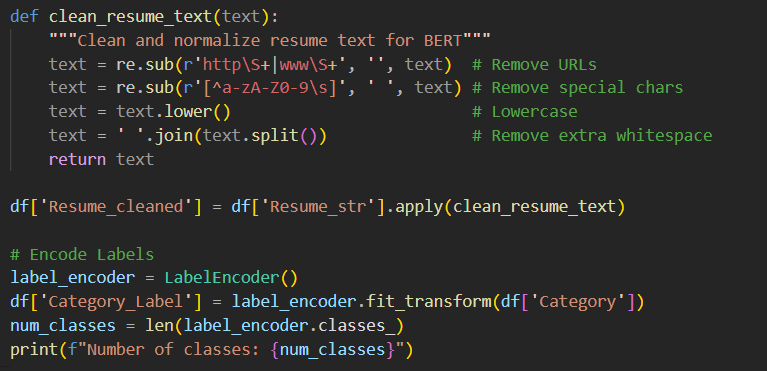 def clean_resume_text(text):
    """Clean and normalize resume text for BERT"""
    text = re.sub(r'http\S+|www\S+', '', text)  # Remove URLs
    text = re.sub(r'[^a-zA-Z0-9\s]', ' ', text) # Remove special chars
    text = text.lower()                         # Lowercase
    text = ' '.join(text.split())               # Remove extra whitespace
    return text

df['Resume_cleaned'] = df['Resume_str'].apply(clean_resume_text)

# Encode Labels
label_encoder = LabelEncoder()
df['Category_Label'] = label_encoder.fit_transform(df['Category'])
num_classes = len(label_encoder.classes_)
print(f"Number of classes: {num_classes}")